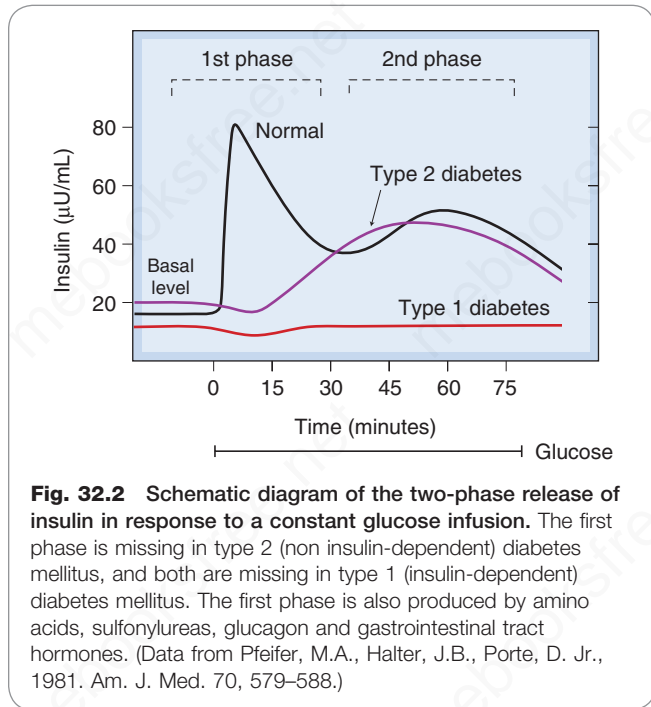 1st phase
2nd phase
80
Normal
Type 2 diabetes
60
Insulin (μU/mL)
40
Basal
level
20
Type 1 diabetes
0 15 30 45 60 75
Time (minutes)
Glucose
Fig. 32.2 Schematic diagram of the two-phase release of
insulin in response to a constant glucose infusion. The first
phase is missing in type 2 (non insulin-dependent) diabetes
mellitus, and both are missing in type 1 (insulin-dependent)
diabetes mellitus. The first phase is also produced by amino
acids, sulfonylureas, glucagon and gastrointestinal tract
hormones. (Data from Pfeifer, M.A., Halter, J.B., Porte, D. Jr.,
1981. Am. J. Med. 70, 579–588.)
mebooksfree.net